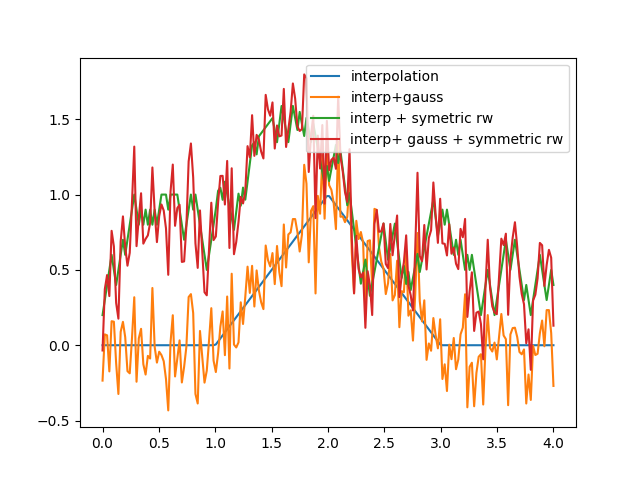 interpolation
interp+gauss
interp + symetric rw
interp+ gauss + symmetric rw
1.5
1.0
0.5
0.0
−0.5
0.0 0.5 1.0 1.5 2.0 2.5 3.0 3.5 4.0